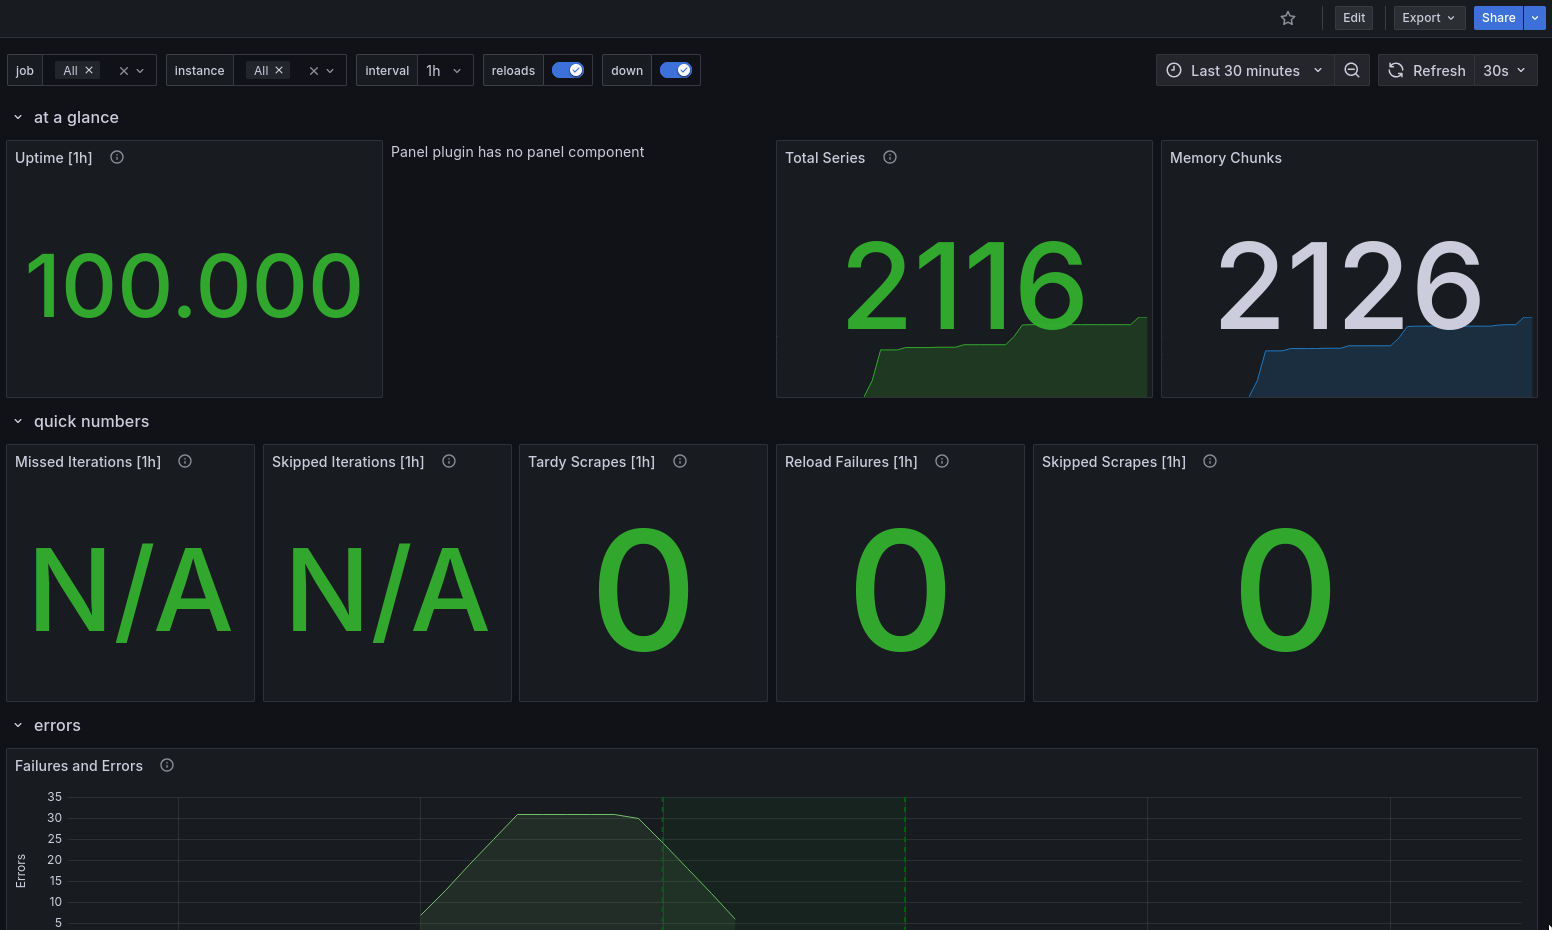 Edit
Export
Share
job
All
instance
All
interval
1h
reloads
down
Last 30 minutes
Refresh
30s
at a glance
Uptime [1h]
100.000
Panel plugin has no panel component
Total Series
2116
Memory Chunks
2126
quick numbers
Missed Iterations [1h]
N/A
Skipped Iterations [1h]
N/A
Tardy Scrapes [1h]
0
Reload Failures [1h]
0
Skipped Scrapes [1h]
0
errors
Failures and Errors
Errors
35
30
25
20
15
10
5